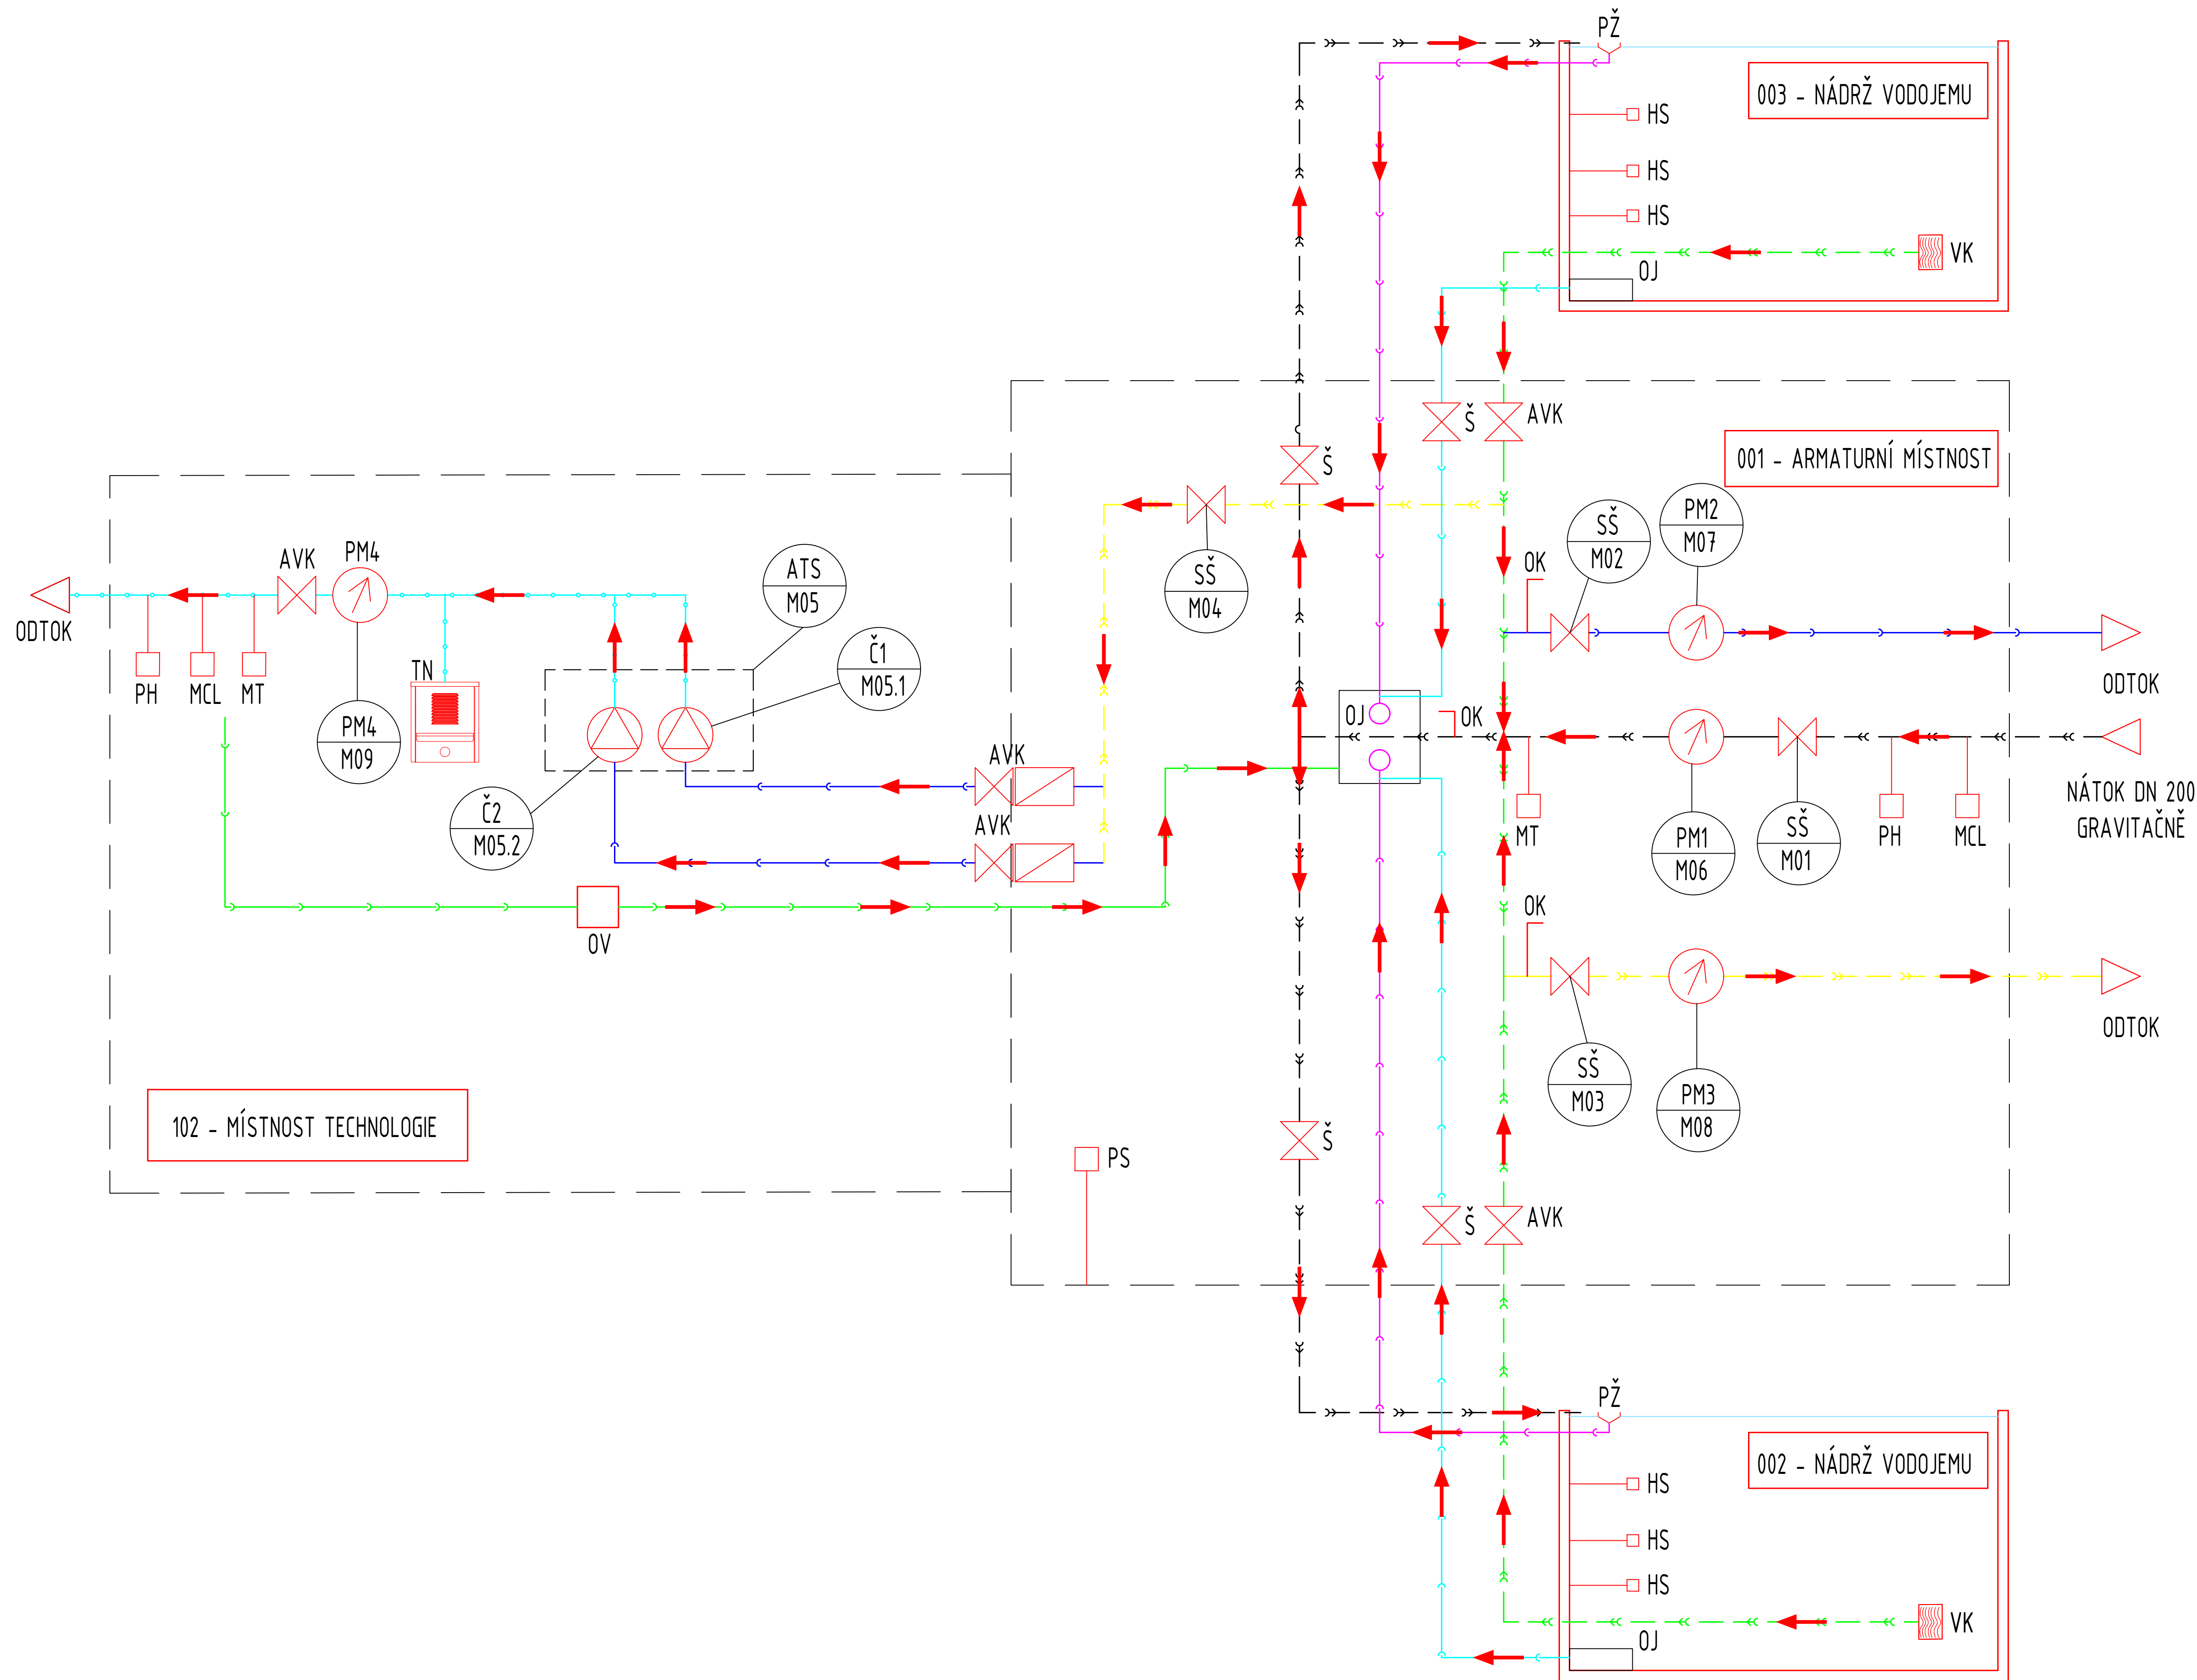 PŽ
003 - NÁDRŽ VODOJEMU
HS
HS
HS
VK
OJ
Š
AVK
001 - ARMATURNÍ MÍSTNOST
Š
SŠ
M02
PM2
M07
OK
SŠ
M04
ATS
M05
AVK
PM4
ODTOK
Č1
M05.1
TN
PH
MCL
MT
PM4
M09
ODTOK
OJ
OK
AVK
Č2
M05.2
AVK
MT
PM1
M06
SŠ
M01
PH
MCL
NÁTOK DN 200
GRAVITAČNĚ
OV
OK
SŠ
M03
PM3
M08
ODTOK
102 - MÍSTNOST TECHNOLOGIE
PS
Š
Š
AVK
PŽ
002 - NÁDRŽ VODOJEMU
HS
HS
HS
VK
OJ